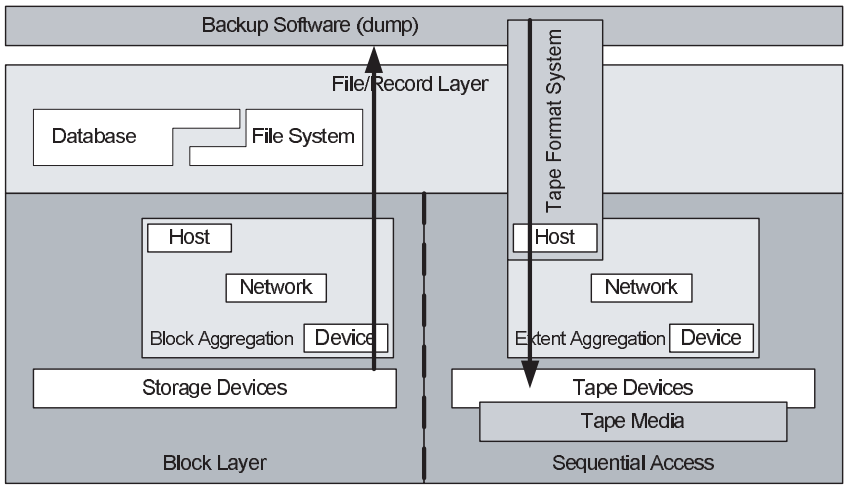 Backup Software (dump)
File/Record Layer
Tape Format System
Database
File System
Host
Network
Block Aggregation
Device
Storage Devices
Block Layer
Host
Network
Extent Aggregation
Device
Tape Devices
Tape Media
Sequential Access